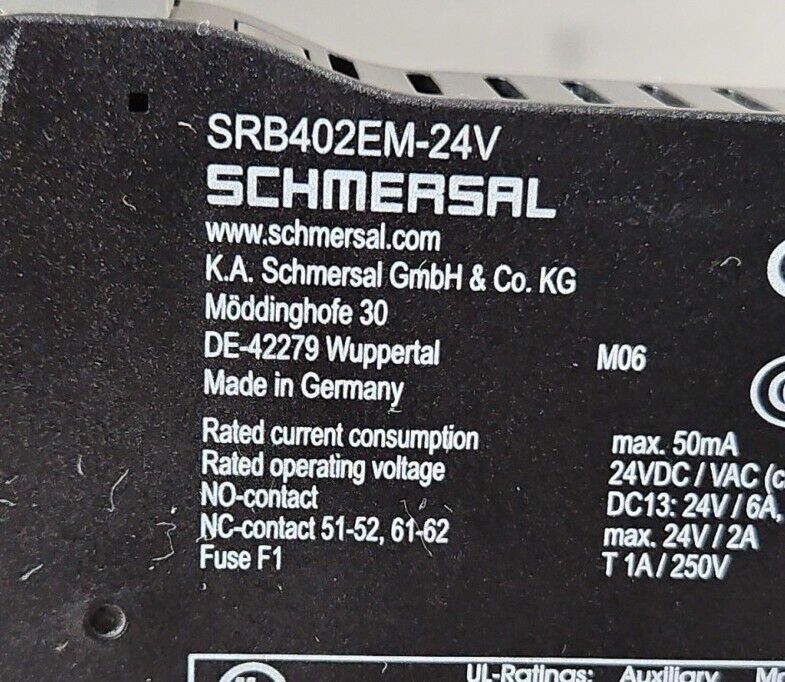 SRB402EM-24V
SCHMERSAL
www.schmersal.com
K.A. Schmersal GmbH & Co. KG
Möddinghofe 30
DE-42279 Wuppertal M06
Made in Germany
Rated current consumption max. 50mA
Rated operating voltage 24VDC / VAC (c
NO-contact DC13: 24V / 6A,
NC-contact 51-52, 61-62 max. 24V / 2A
Fuse F1 T 1A / 250V
UL-Ratings: Auxiliary